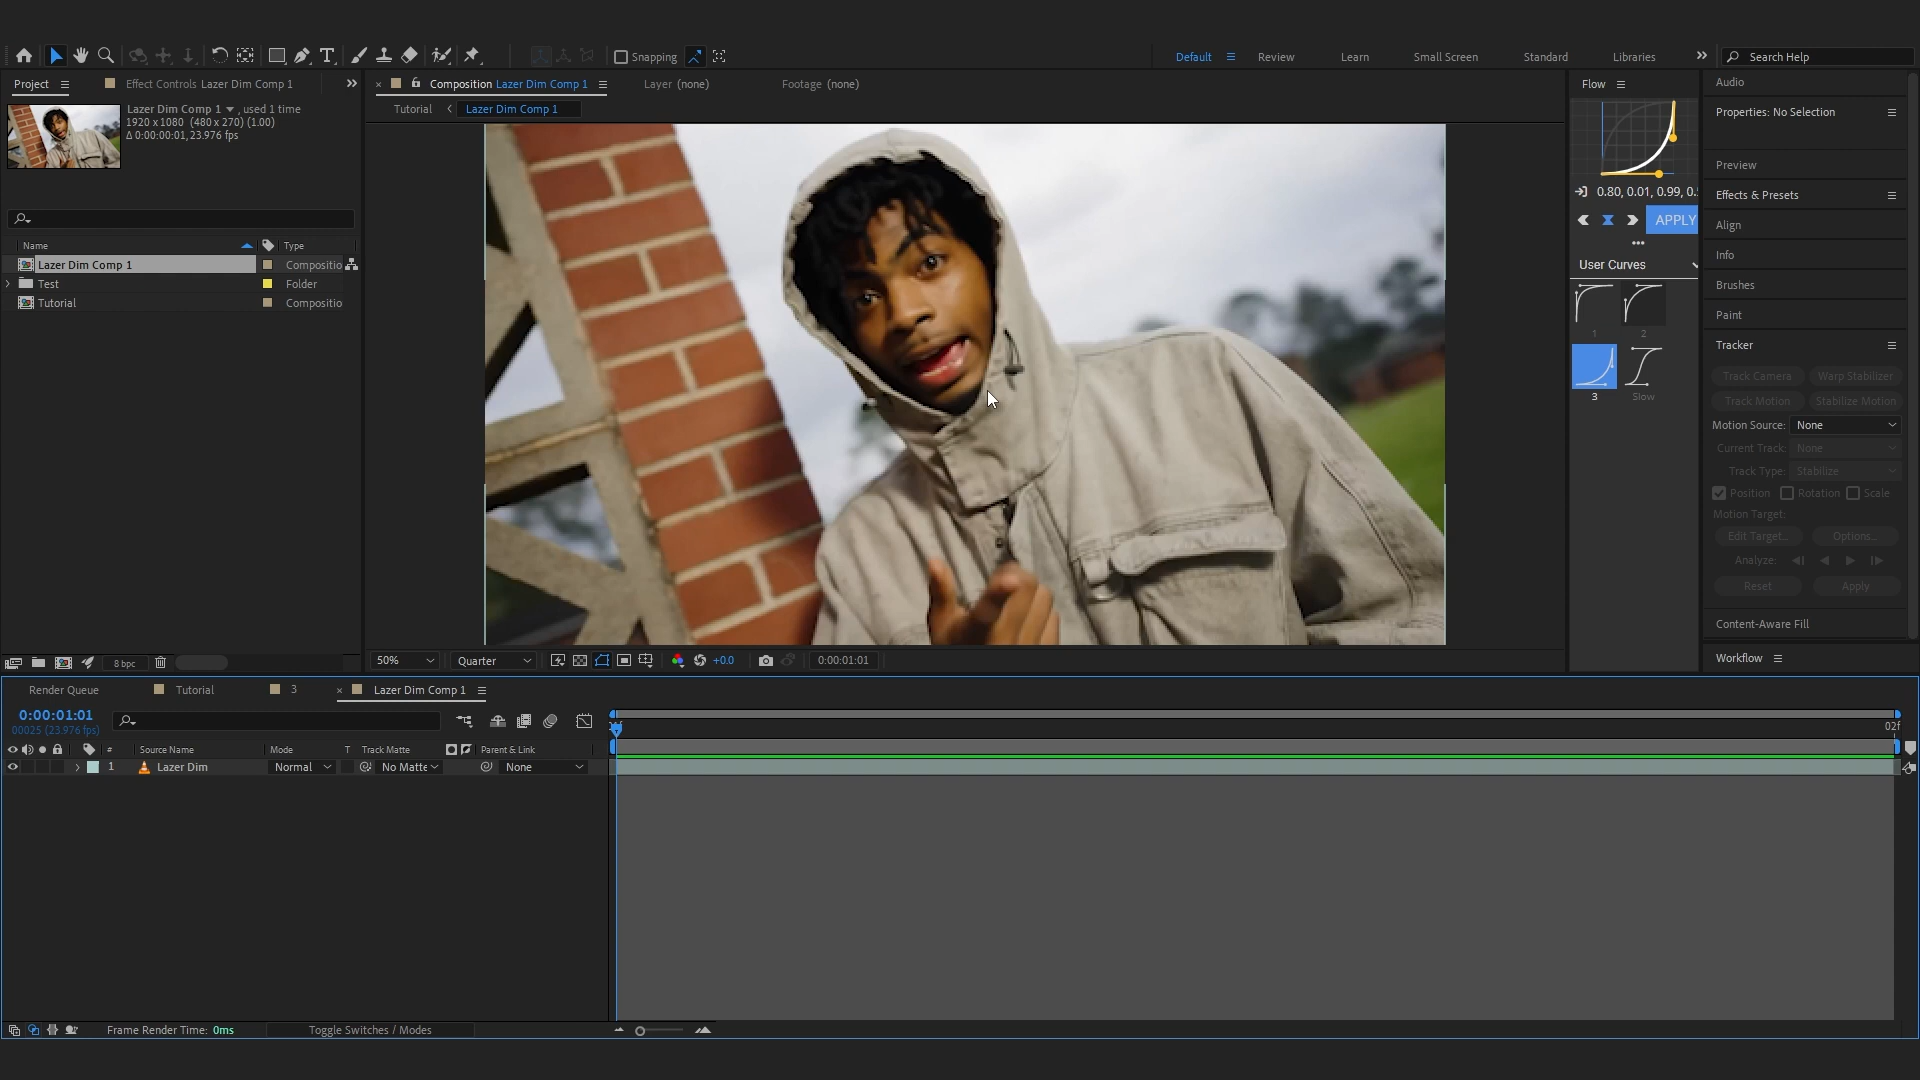 Snapping
Default
Review
Learn
Small Screen
Standard
Libraries
Search Help
Project
Effect Controls Lazer Dim Comp 1
Composition Lazer Dim Comp 1
Layer (none)
Footage (none)
Flow
Audio
Tutorial
Lazer Dim Comp 1
Lazer Dim Comp 1 , used 1 time
1920 x 1080 (480 x 270) (1.00)
Δ 0:00:00:01, 23.976 fps
Properties: No Selection
Preview
0.80, 0.01, 0.99, 0.
Effects & Presets
APPLY
Align
Name
Type
Info
Lazer Dim Comp 1
Compositio
User Curves
Test
Folder
Brushes
Tutorial
Compositio
Paint
1
2
Tracker
Track Camera
Warp Stabilizer
3
Slow
Track Motion
Stabilize Motion
Motion Source: None
Current Track: None
Track Type: Stabilize
Position
Rotation
Scale
Motion Target:
Edit Target...
Options...
Analyze:
Reset
Apply
Content-Aware Fill
Workflow
8 bpc
50%
Quarter
+0.0
0:00:01:01
Render Queue
Tutorial
3
Lazer Dim Comp 1
0:00:01:01
00025 (23.976 fps)
02f
#
Source Name
Mode
T
Track Matte
Parent & Link
1
Lazer Dim
Normal
No Matte
None
Frame Render Time: 0ms
Toggle Switches / Modes